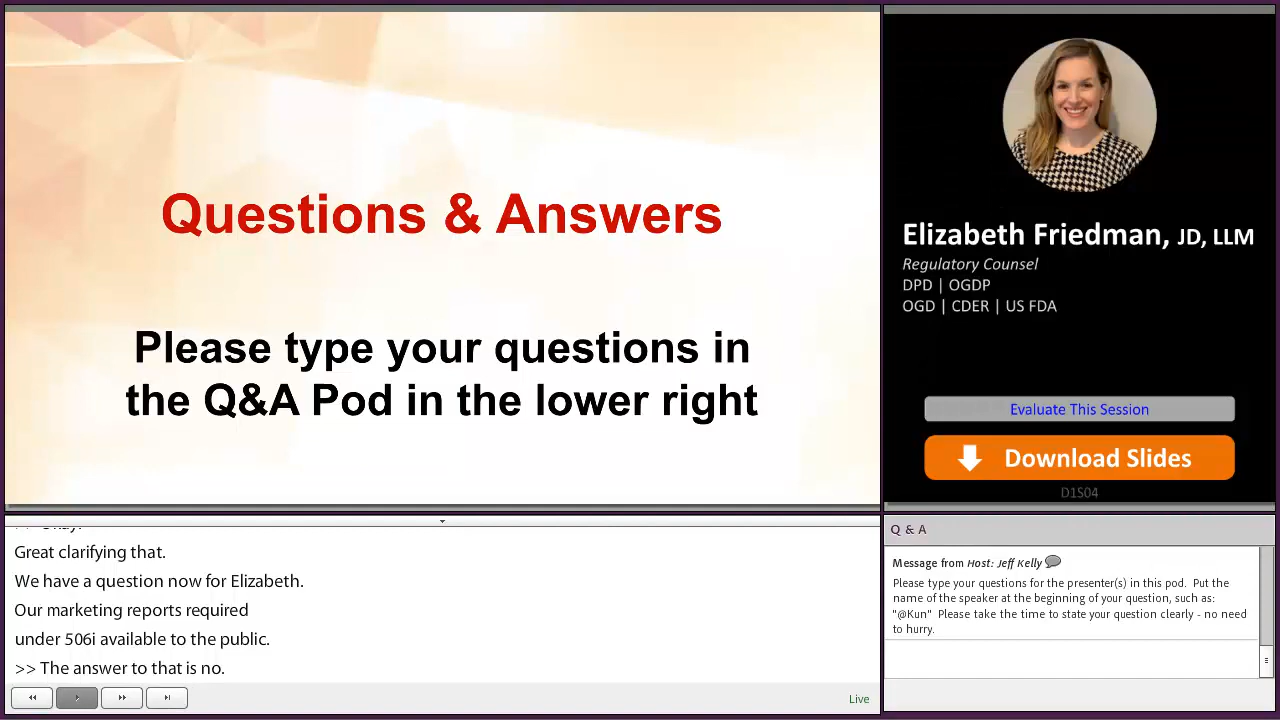 Questions & Answers
Please type your questions in
the Q&A Pod in the lower right
Elizabeth Friedman, JD, LLM
Regulatory Counsel
DPD | OGDP
OGD | CDER | US FDA
Evaluate This Session
Download Slides
D1S04
>> Okay.
Great clarifying that.
We have a question now for Elizabeth.
Our marketing reports required
under 506i available to the public.
>> The answer to that is no.
Live
Q & A
Message from Host: Jeff Kelly
Please type your questions for the presenter(s) in this pod. Put the
name of the speaker at the beginning of your question, such as:
"@Kun" Please take the time to state your question clearly - no need
to hurry.